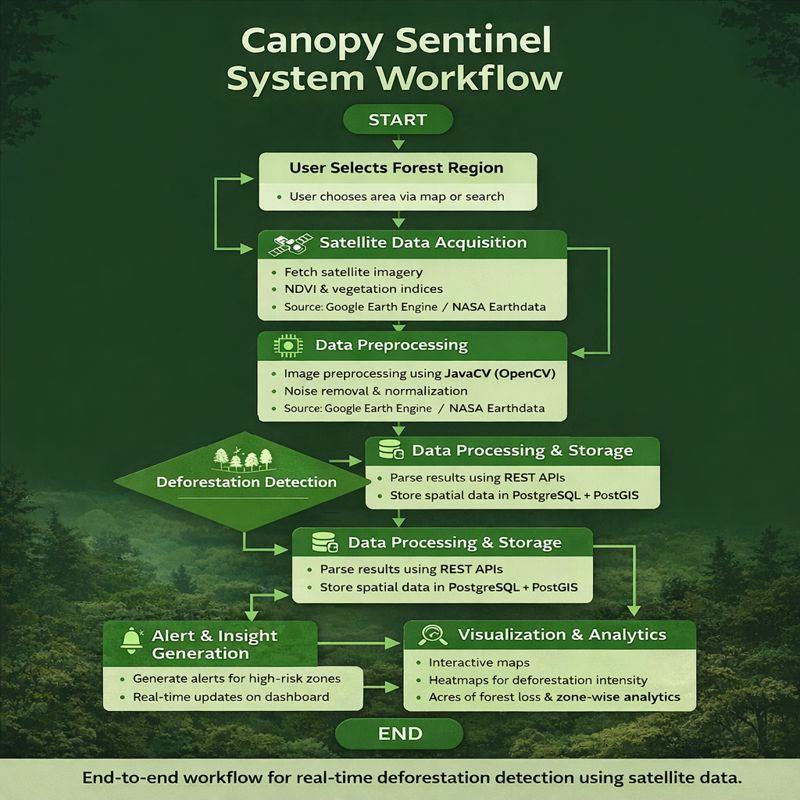 Canopy Sentinel
System Workflow
START
User Selects Forest Region
• User chooses area via map or search
Satellite Data Acquisition
• Fetch satellite imagery
• NDVI & vegetation indices
• Source: Google Earth Engine / NASA Earthdata
Data Preprocessing
• Image preprocessing using JavaCV (OpenCV)
• Noise removal & normalization
• Source: Google Earth Engine / NASA Earthdata
Deforestation Detection
Data Processing & Storage
• Parse results using REST APIs
• Store spatial data in PostgreSQL + PostGIS
Data Processing & Storage
• Parse results using REST APIs
• Store spatial data in PostgreSQL + PostGIS
Alert & Insight
Generation
• Generate alerts for high-risk zones
• Real-time updates on dashboard
Visualization & Analytics
• Interactive maps
• Heatmaps for deforestation intensity
• Acres of forest loss & zone-wise analytics
END
End-to-end workflow for real-time deforestation detection using satellite data.